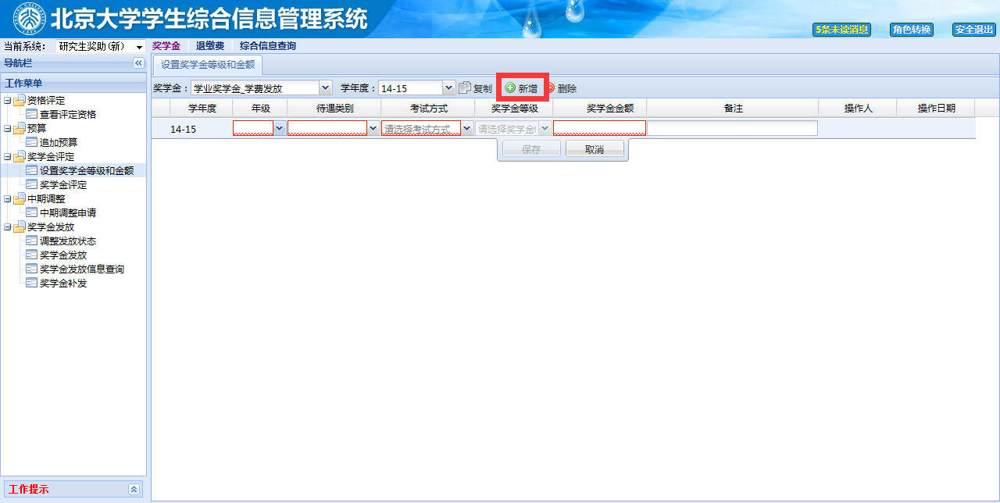 北京大学学生综合信息管理系统
5条未读消息 角色转换 安全退出
当前系统: 研究生奖助(新) 奖学金 退缴费 综合信息查询
导航栏
设置奖学金等级和金额
工作菜单
奖学金: 学业奖学金_学费发放 学年度: 14-15 复制 新增 删除
资格评定
查看评定资格
预算
追加预算
奖学金评定
设置奖学金等级和金额
奖学金评定
中期调整
中期调整申请
奖学金发放
调整发放状态
奖学金发放
奖学金发放信息查询
奖学金补发
学年度 年级 待遇类别 考试方式 奖学金等级 奖学金金额 备注 操作人 操作日期
14-15 请选择考试方式 请选择奖学金
保存 取消
工作提示